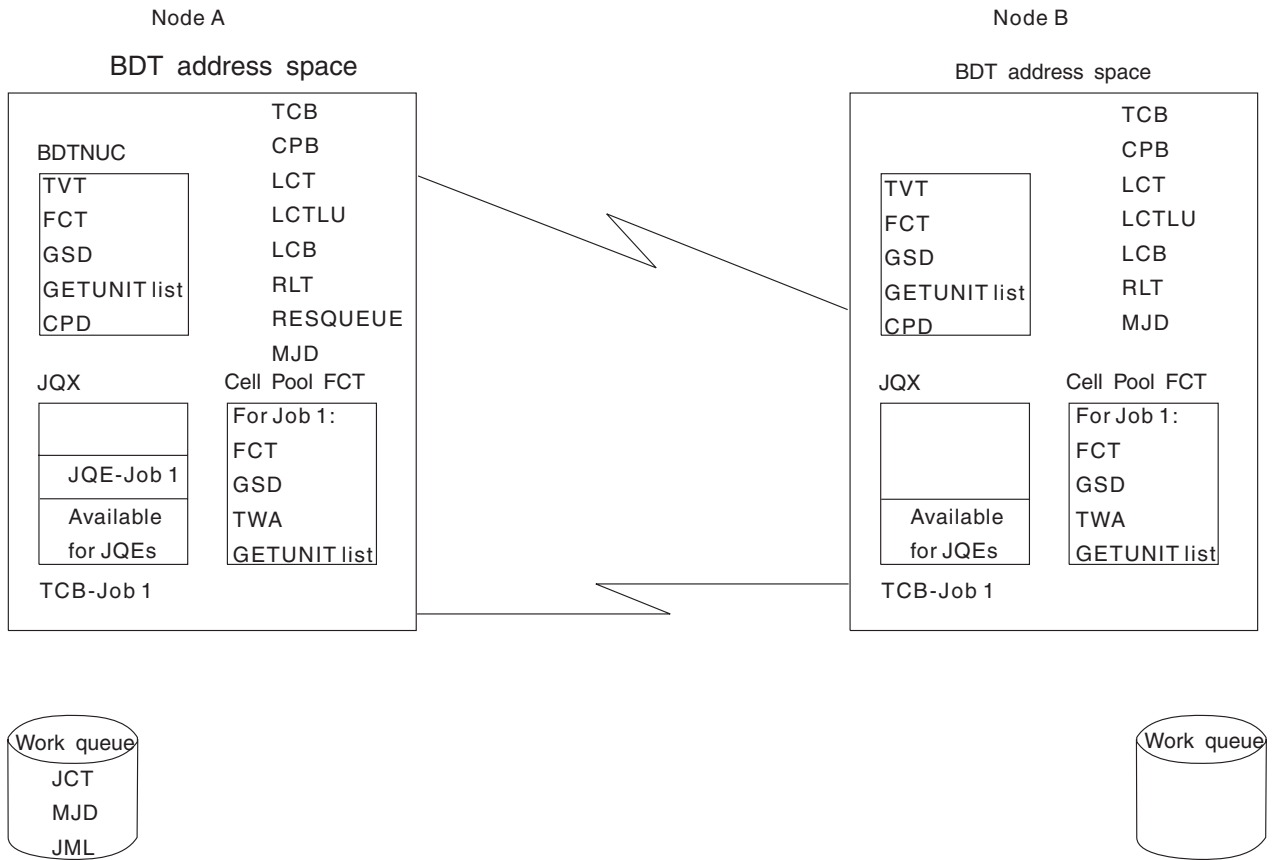 Node A
BDT address space
BDTNUC
TVT
FCT
GSD
GETUNIT list
CPD
TCB
CPB
LCT
LCTLU
LCB
RLT
RESQUEUE
MJD
JQX
JQE-Job 1
Available
for JQEs
Cell Pool FCT
For Job 1:
FCT
GSD
TWA
GETUNIT list
TCB-Job 1
Work queue
JCT
MJD
JML
Node B
BDT address space
TVT
FCT
GSD
GETUNIT list
CPD
TCB
CPB
LCT
LCTLU
LCB
RLT
MJD
JQX
Available
for JQEs
Cell Pool FCT
For Job 1:
FCT
GSD
TWA
GETUNIT list
TCB-Job 1
Work queue